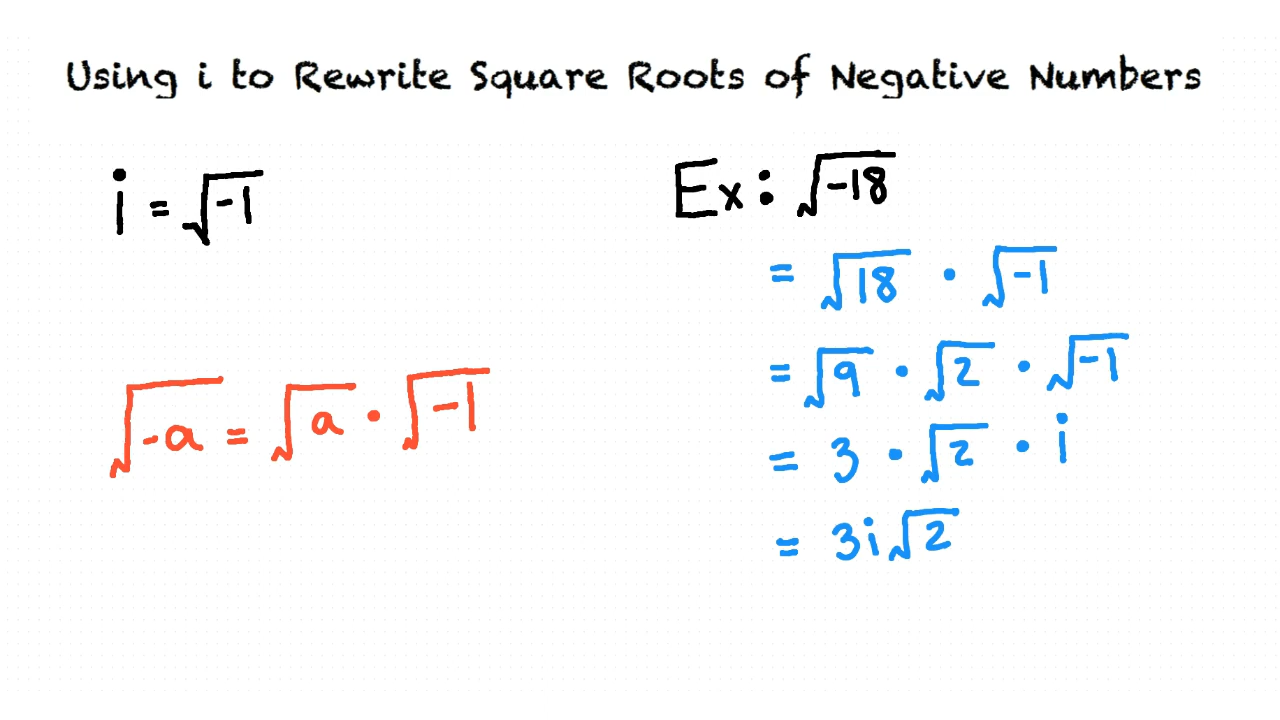 Using i to Rewrite Square Roots of Negative Numbers
i = √-1
√-a = √a · √-1
Ex: √-18
= √18 · √-1
= √9 · √2 · √-1
= 3 · √2 · i
= 3i√2